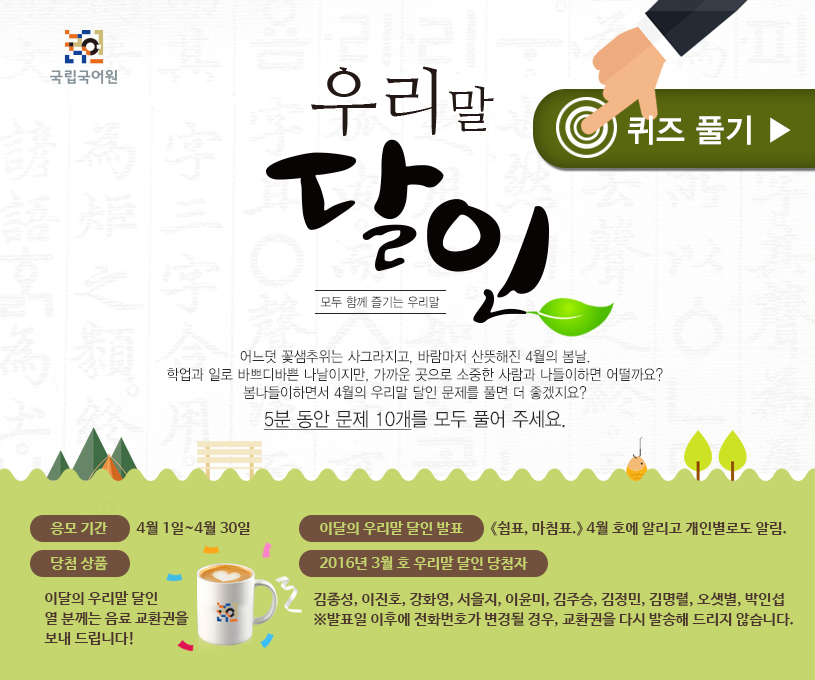 국립국어원
우리말
달인
퀴즈 풀기 ▶
모두 함께 즐기는 우리말
어느덧 꽃샘추위는 사그라지고, 바람마저 산뜻해진 4월의 봄날.
학업과 일로 바쁘디바쁜 나날이지만, 가까운 곳으로 소중한 사람과 나들이하면 어떨까요?
봄나들이하면서 4월의 우리말 달인 문제를 풀면 더 좋겠지요?
5분 동안 문제 10개를 모두 풀어 주세요.
응모 기간 4월 1일~4월 30일
이달의 우리말 달인 발표 《쉼표, 마침표.》 4월 호에 알리고 개인별로도 알림.
당첨 상품
이달의 우리말 달인
열 분께는 음료 교환권을
보내 드립니다!
2016년 3월 호 우리말 달인 당첨자
김종성, 이진호, 강화영, 서을지, 이윤미, 김주승, 김정민, 김명렬, 오샛별, 박인섭
※발표일 이후에 전화번호가 변경될 경우, 교환권을 다시 발송해 드리지 않습니다.